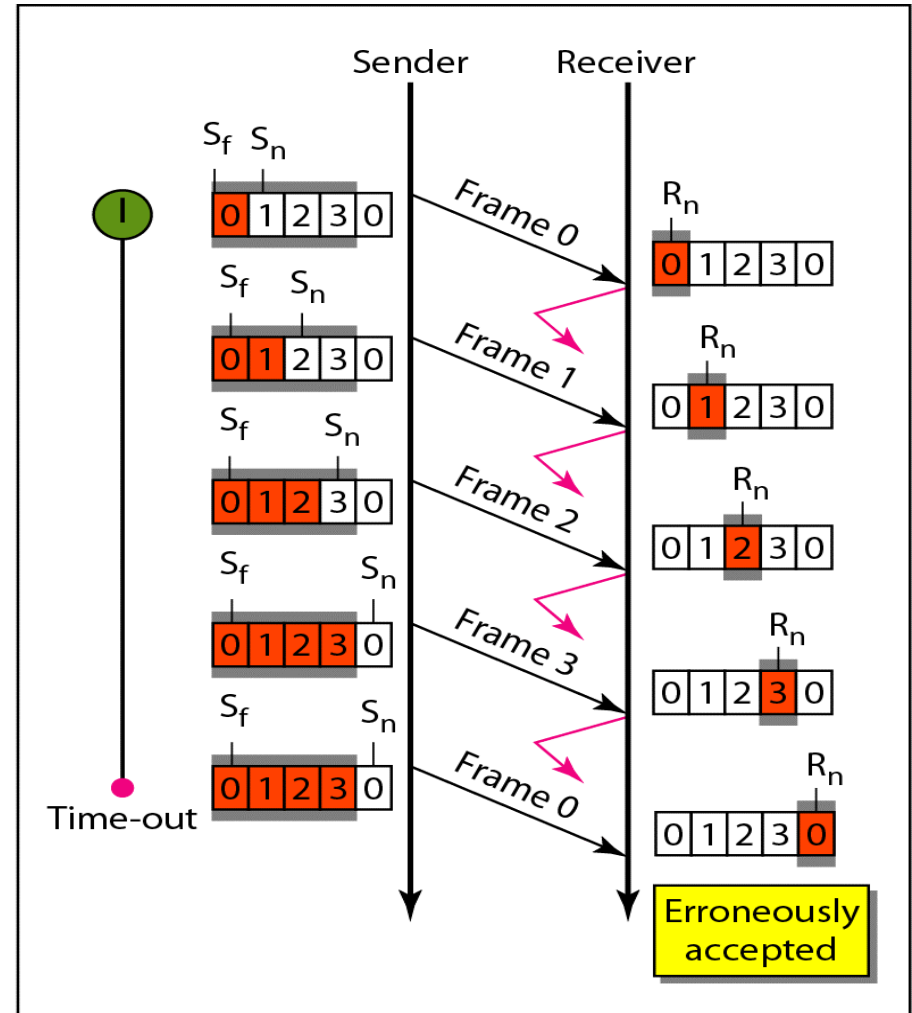 Sender Receiver
Sf Sn
I
0 1 2 3 0
Frame 0
Rn
0 1 2 3 0
Sf Sn
0 1 2 3 0
Frame 1
Rn
0 1 2 3 0
Sf Sn
0 1 2 3 0
Frame 2
Rn
0 1 2 3 0
Sf Sn
0 1 2 3 0
Frame 3
Rn
0 1 2 3 0
Sf Sn
0 1 2 3 0
Frame 0
Rn
0 1 2 3 0
Time-out
Erroneously
accepted